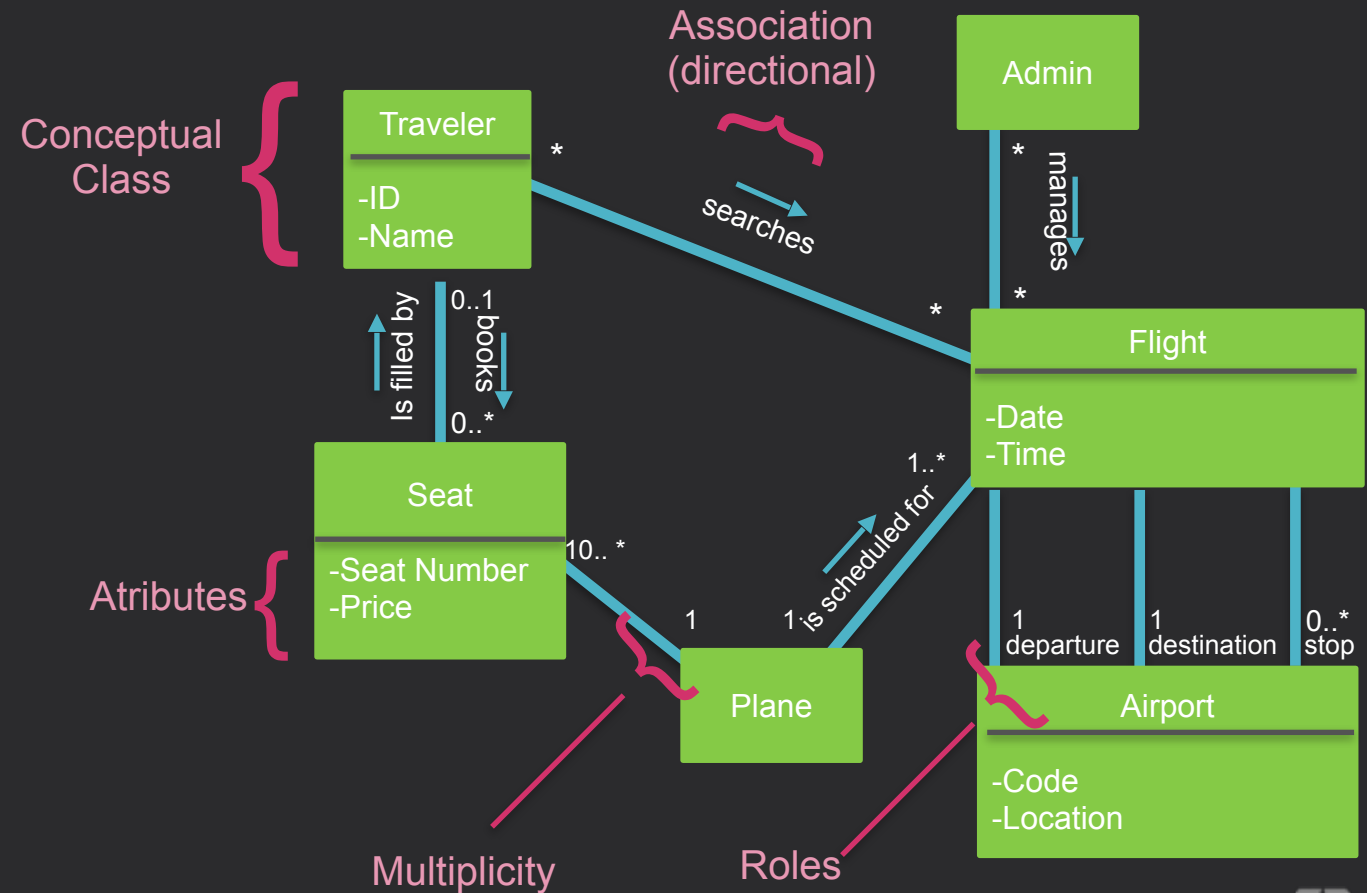 Association
(directional)
Admin
Conceptual
Class
Traveler
-ID
-Name
*
searches
*
*
manages
*
Is filled by
0..1
books
0..*
Flight
-Date
-Time
Seat
-Seat Number
-Price
Atributes
10.. *
1
1
is scheduled for
1..*
1
departure
1
destination
0..*
stop
Plane
Airport
-Code
-Location
Multiplicity
Roles